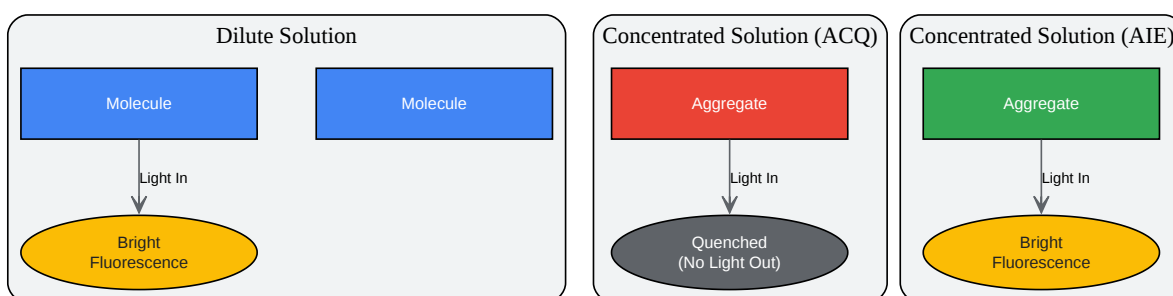 Dilute Solution
Molecule
Molecule
Light In
Bright
Fluorescence
Concentrated Solution (ACQ)
Aggregate
Light In
Quenched
(No Light Out)
Concentrated Solution (AIE)
Aggregate
Light In
Bright
Fluorescence